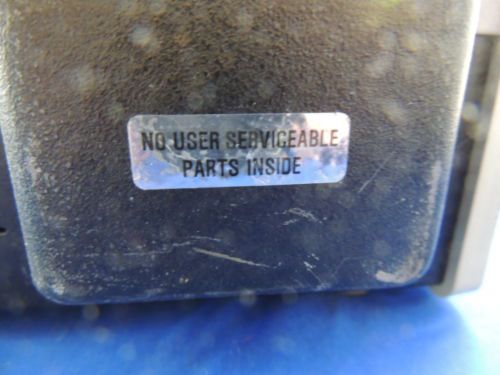 NO USER SERVICEABLE
PARTS INSIDE